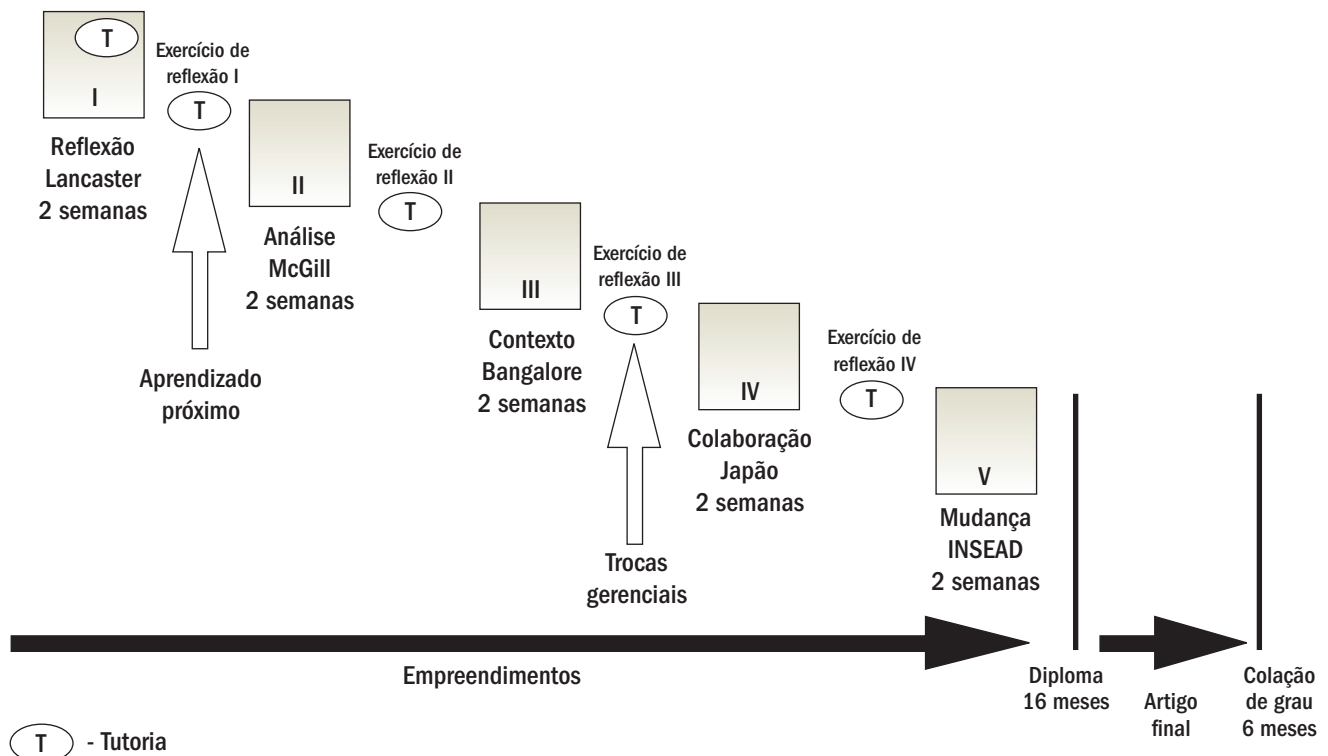 T
I
Reflexão
Lancaster
2 semanas
Exercício de
reflexão I
T
Aprendizado
próximo
II
Análise
McGill
2 semanas
Exercício de
reflexão II
T
III
Contexto
Bangalore
2 semanas
Exercício de
reflexão III
T
Trocas
gerenciais
IV
Colaboração
Japão
2 semanas
Exercício de
reflexão IV
T
V
Mudança
INSEAD
2 semanas
Empreendimentos
Diploma
16 meses
Artigo
final
Colação
de grau
6 meses
T - Tutoria